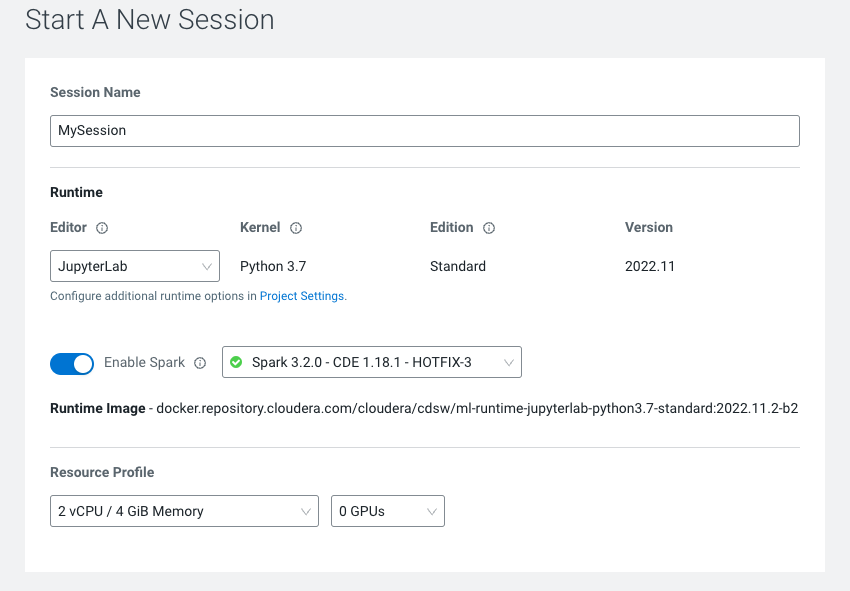 Start A New Session
Session Name
MySession
Runtime
Editor Kernel Edition Version
JupyterLab Python 3.7 Standard 2022.11
Configure additional runtime options in Project Settings.
Enable Spark Spark 3.2.0 - CDE 1.18.1 - HOTFIX-3
Runtime Image - docker.repository.cloudera.com/cloudera/cdsw/ml-runtime-jupyterlab-python3.7-standard:2022.11.2-b2
Resource Profile
2 vCPU / 4 GiB Memory 0 GPUs